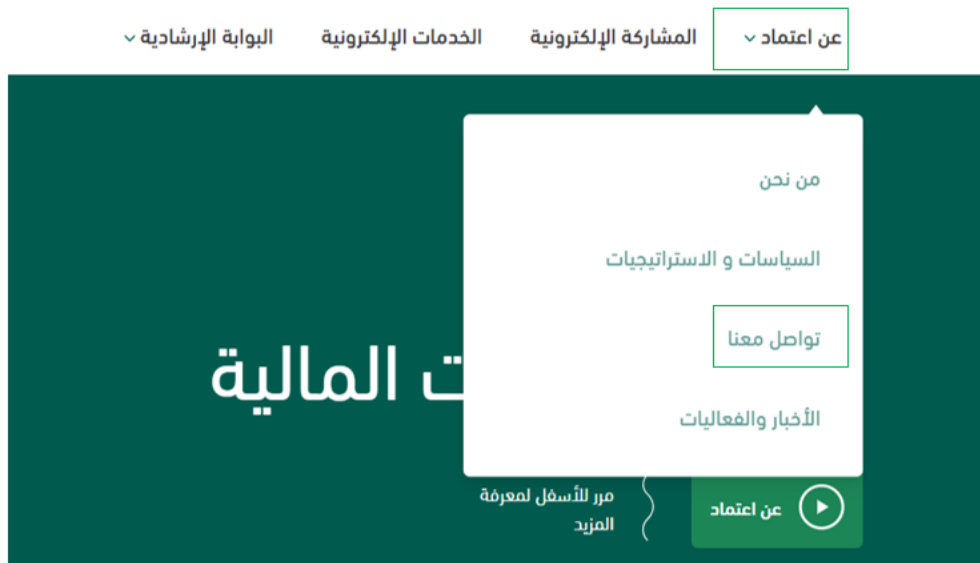 عن اعتماد
المشاركة الإلكترونية
الخدمات الإلكترونية
البوابة الإرشادية
من نحن
السياسات و الاستراتيجيات
تواصل معنا
الأخبار والفعاليات
ت المالية
عن اعتماد
مرر للأسفل لمعرفة
المزيد